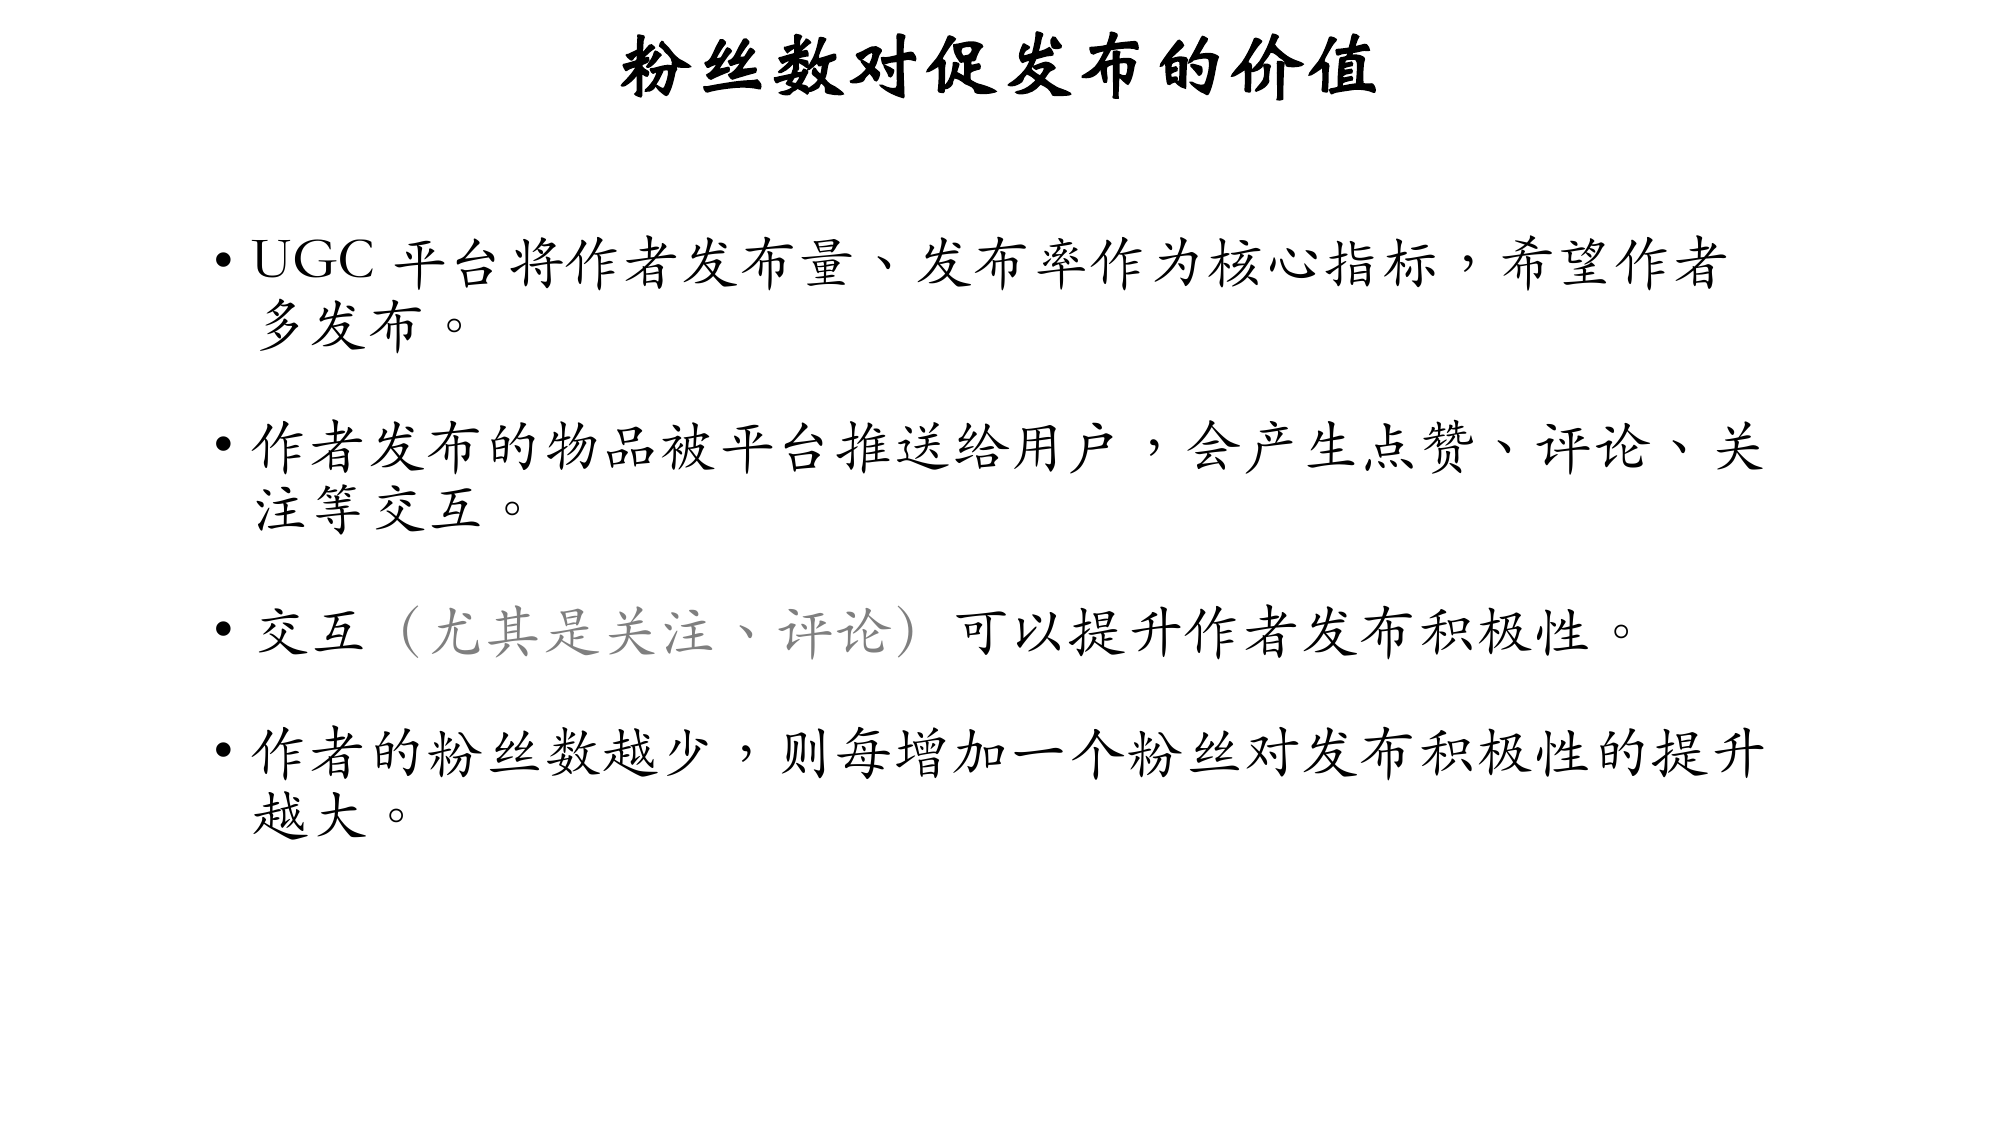 粉丝数对促发布的价值
• UGC 平台将作者发布量、发布率作为核心指标，希望作者
多发布。
• 作者发布的物品被平台推送给用户，会产生点赞、评论、关
注等交互。
• 交互（尤其是关注、评论）可以提升作者发布积极性。
• 作者的粉丝数越少，则每增加一个粉丝对发布积极性的提升
越大。